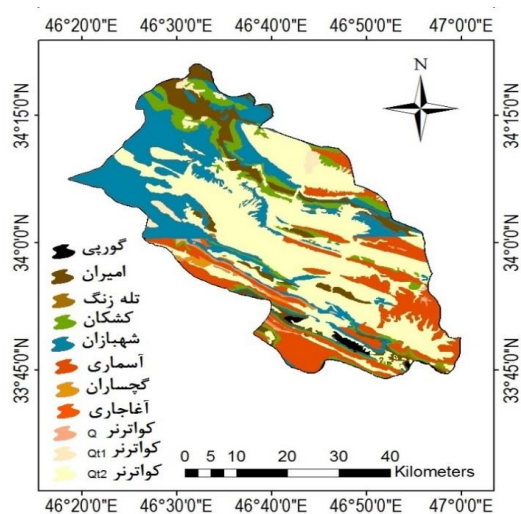 46°20'0"E 46°30'0"E 46°40'0"E 46°50'0"E 47°0'0"E
N
34°15'0"N 34°15'0"N
34°0'0"N 34°0'0"N
33°45'0"N 33°45'0"N
گورپی
امیران
تله زنگ
کشکان
شهبازان
آسماری
گچساران
آغاجاری
کواترنر Q
کواترنر Qt1
کواترنر Qt2
0 5 10 20 30 40
Kilometers
46°20'0"E 46°30'0"E 46°40'0"E 46°50'0"E 47°0'0"E